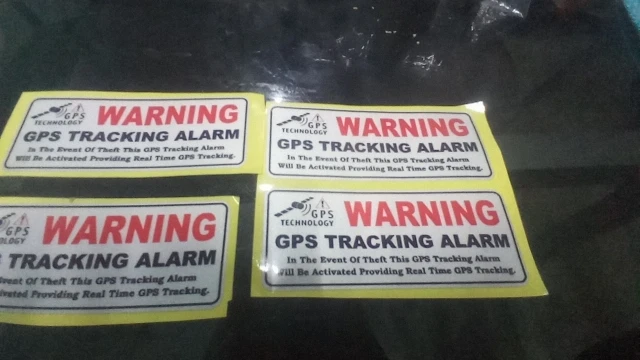 GPS
TECHNOLOGY
WARNING
GPS TRACKING ALARM
In The Event Of Theft This GPS Tracking Alarm
Will Be Activated Providing Real Time GPS Tracking.
GPS
TECHNOLOGY
WARNING
GPS TRACKING ALARM
In The Event Of Theft This GPS Tracking Alarm
Will Be Activated Providing Real Time GPS Tracking.
GPS
OLOGY
WARNING
TRACKING ALARM
Event Of Theft This GPS Tracking Alarm
Providing Real Time GPS Tracking.
GPS
TECHNOLOGY
WARNING
GPS TRACKING ALARM
In The Event Of Theft This GPS Tracking Alarm
Will Be Activated Providing Real Time GPS Tracking.